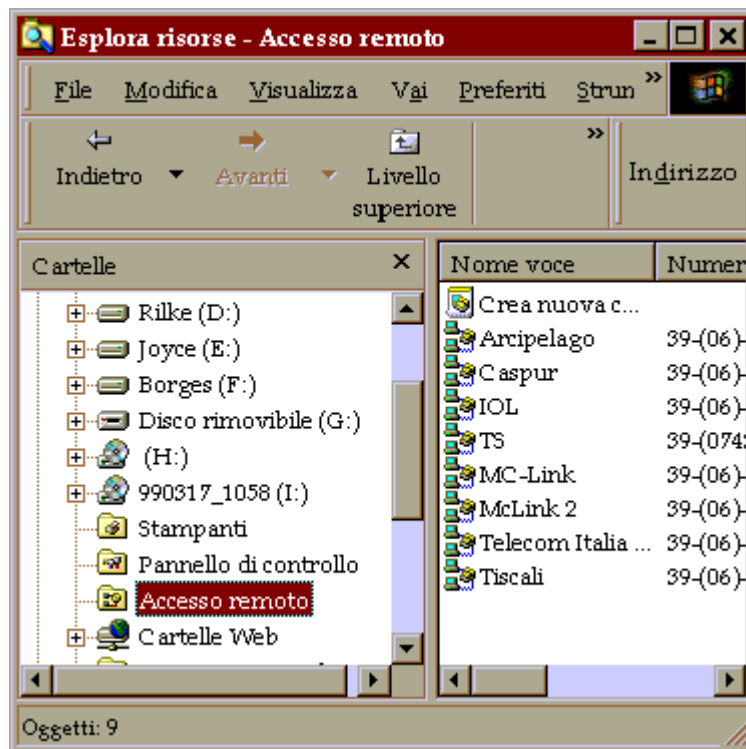 Esplora risorse - Accesso remoto
File Modifica Visualizza Vai Preferiti Strun »
Indietro Avanti Livello superiore » Indirizzo
Cartelle
Rilke (D:)
Joyce (E:)
Borges (F:)
Disco rimovibile (G:)
(H:)
990317_1058 (I:)
Stampanti
Pannello di controllo
Accesso remoto
Cartelle Web
Nome voce Numer
Crea nuova c...
Arcipelago 39-(06)-
Caspur 39-(06)-
IOL 39-(06)-
TS 39-(074
MC-Link 39-(06)-
McLink 2 39-(06)-
Telecom Italia ... 39-(06)-
Tiscali 39-(06)-
Oggetti: 9